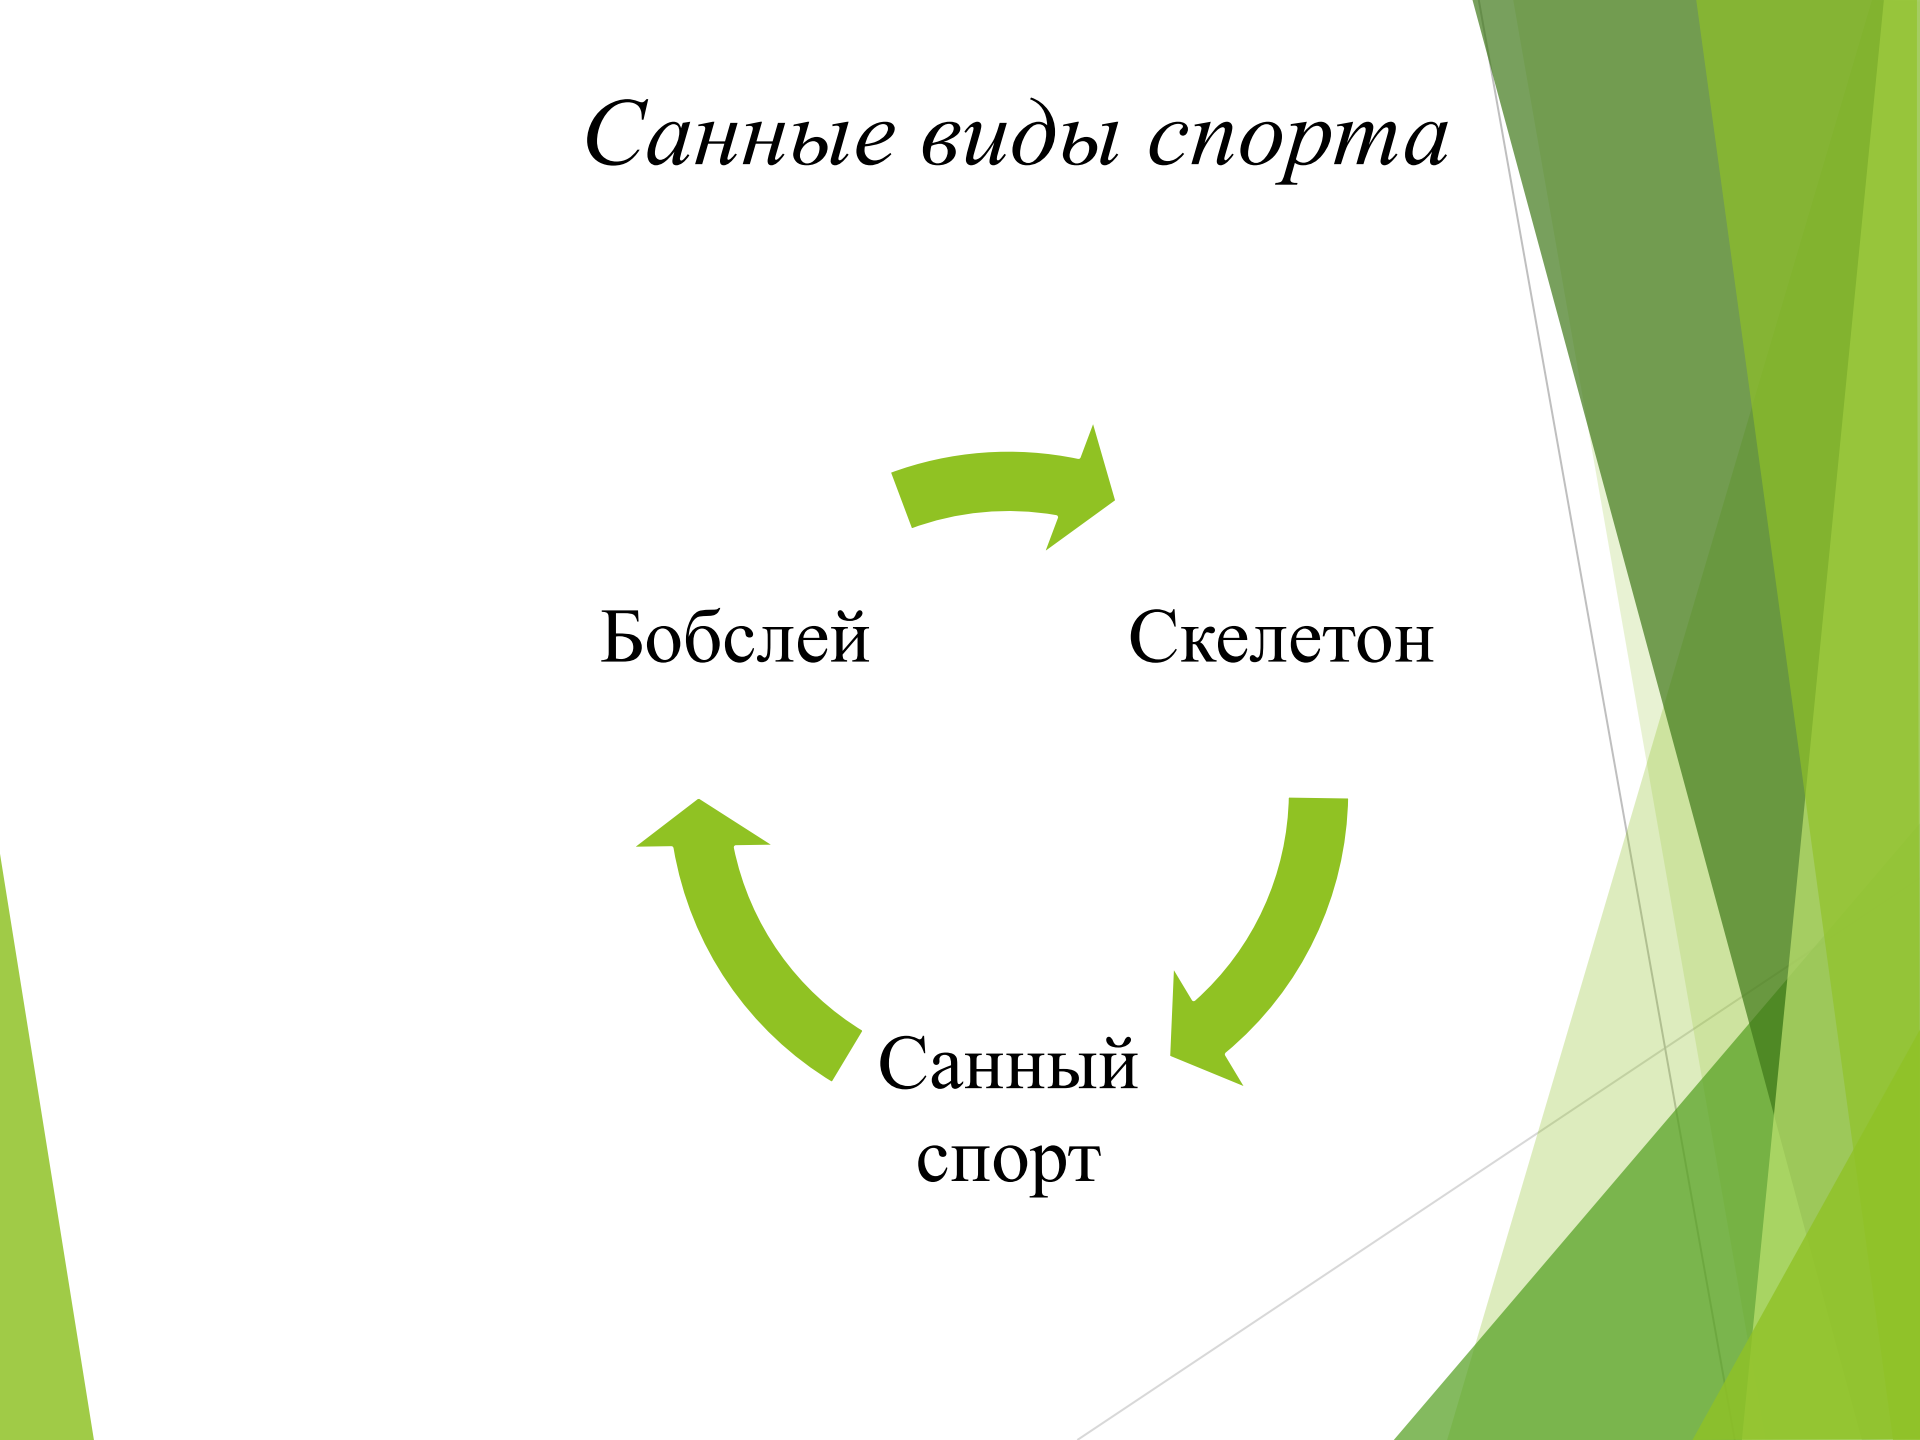 Санные виды спорта
Бобслей
Скелетон
Санный
спорт